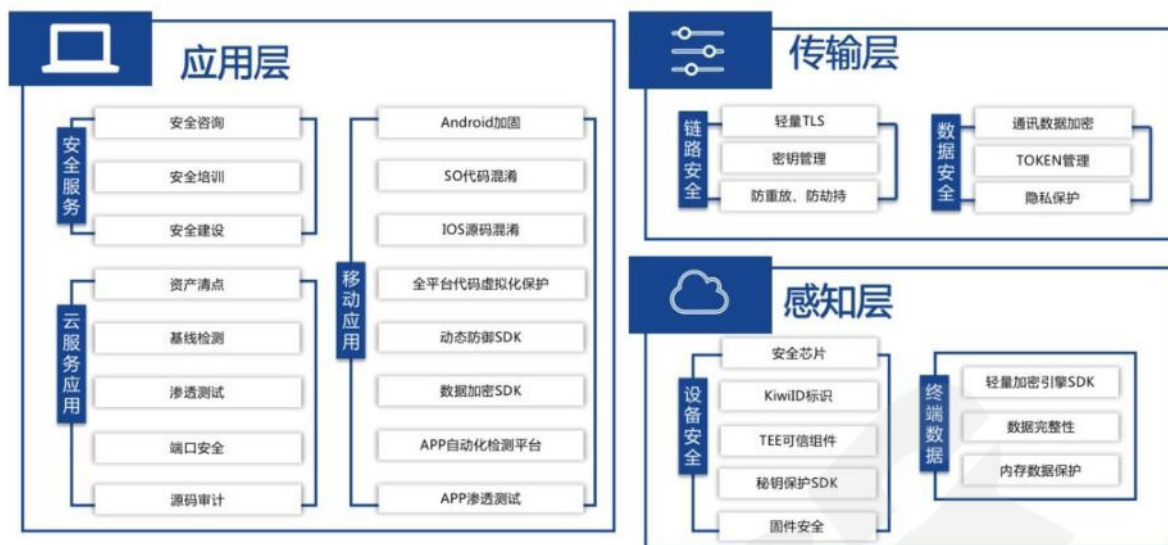 应用层
安全服务
安全咨询
安全培训
安全建设
云服务应用
资产清点
基线检测
渗透测试
端口安全
源码审计
移动应用
Android加固
SO代码混淆
IOS源码混淆
全平台代码虚拟化保护
动态防御SDK
数据加密SDK
APP自动化检测平台
APP渗透测试
传输层
链路安全
轻量TLS
密钥管理
防重放、防劫持
数据安全
通讯数据加密
TOKEN管理
隐私保护
感知层
设备安全
安全芯片
KiwiID标识
TEE可信组件
秘钥保护SDK
固件安全
终端数据
轻量加密引擎SDK
数据完整性
内存数据保护